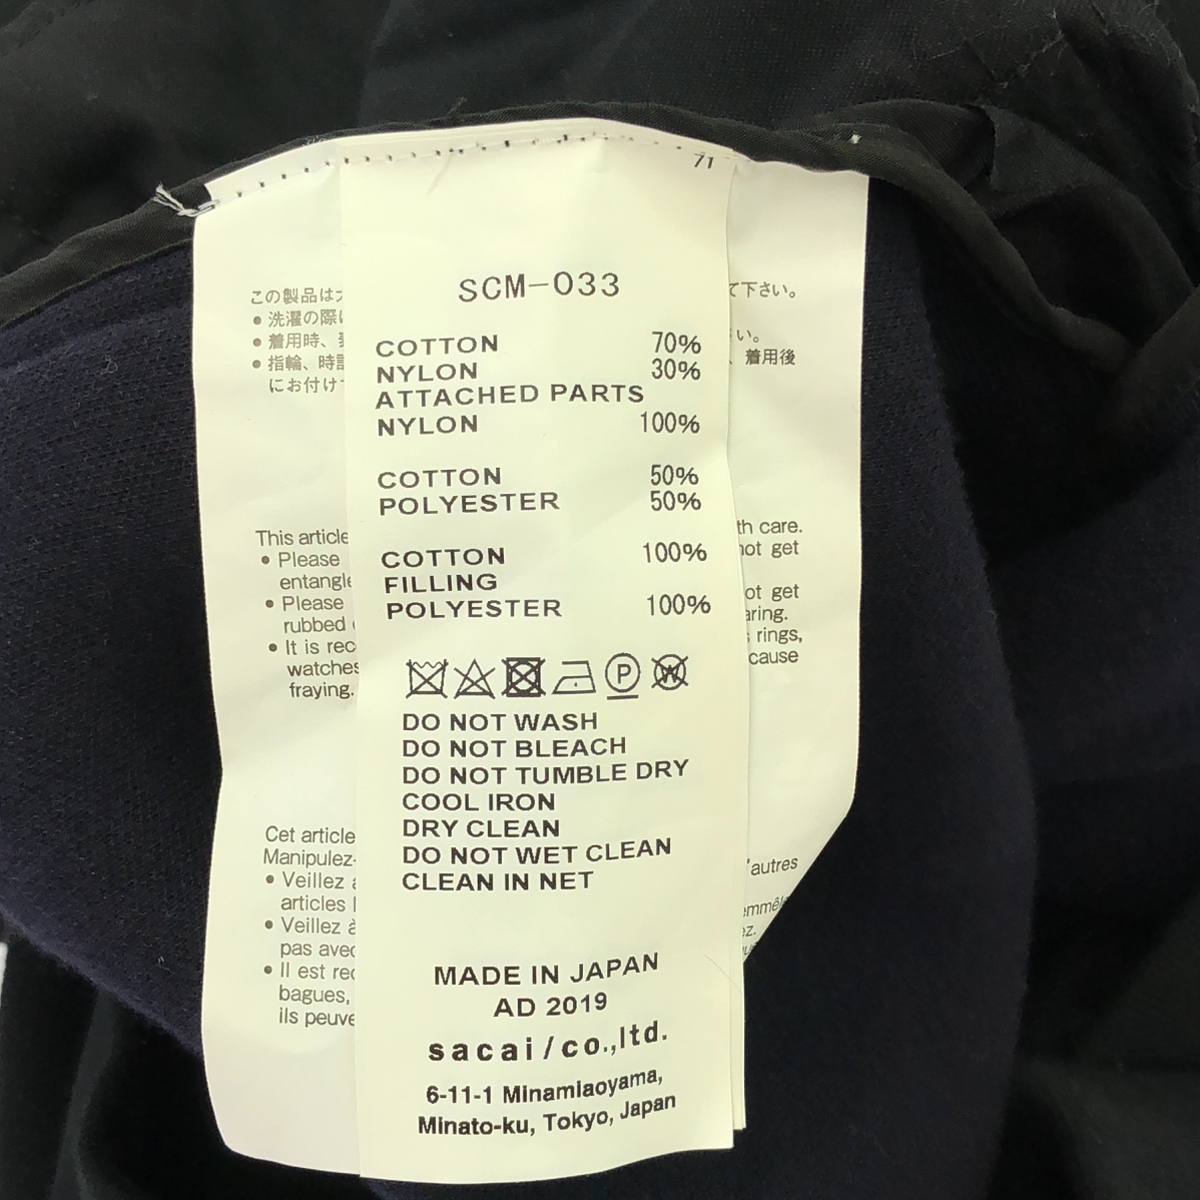 71
SCM-033
COTTON 70%
NYLON 30%
ATTACHED PARTS
NYLON 100%
COTTON 50%
POLYESTER 50%
COTTON 100%
FILLING
POLYESTER 100%
P W
DO NOT WASH
DO NOT BLEACH
DO NOT TUMBLE DRY
COOL IRON
DRY CLEAN
DO NOT WET CLEAN
CLEAN IN NET
MADE IN JAPAN
AD 2019
sacai/co.,ltd.
6-11-1 Minamiaoyama,
Minato-ku, Tokyo, Japan
この製品は
て下さい。
• 洗濯の際
• 着用時、
い。
• 指輪、時
、着用後
にお付け
This article
th care.
• Please
not get
entangle
• Please
ot get
rubbed
aring.
• It is rec
rings,
watches
cause
fraying.
Cet article
Manipulez-
'autres
• Veillez à
articles
emmêl
• Veillez à
ez.
pas avec
• Il est rec
bagues,
ils peuve